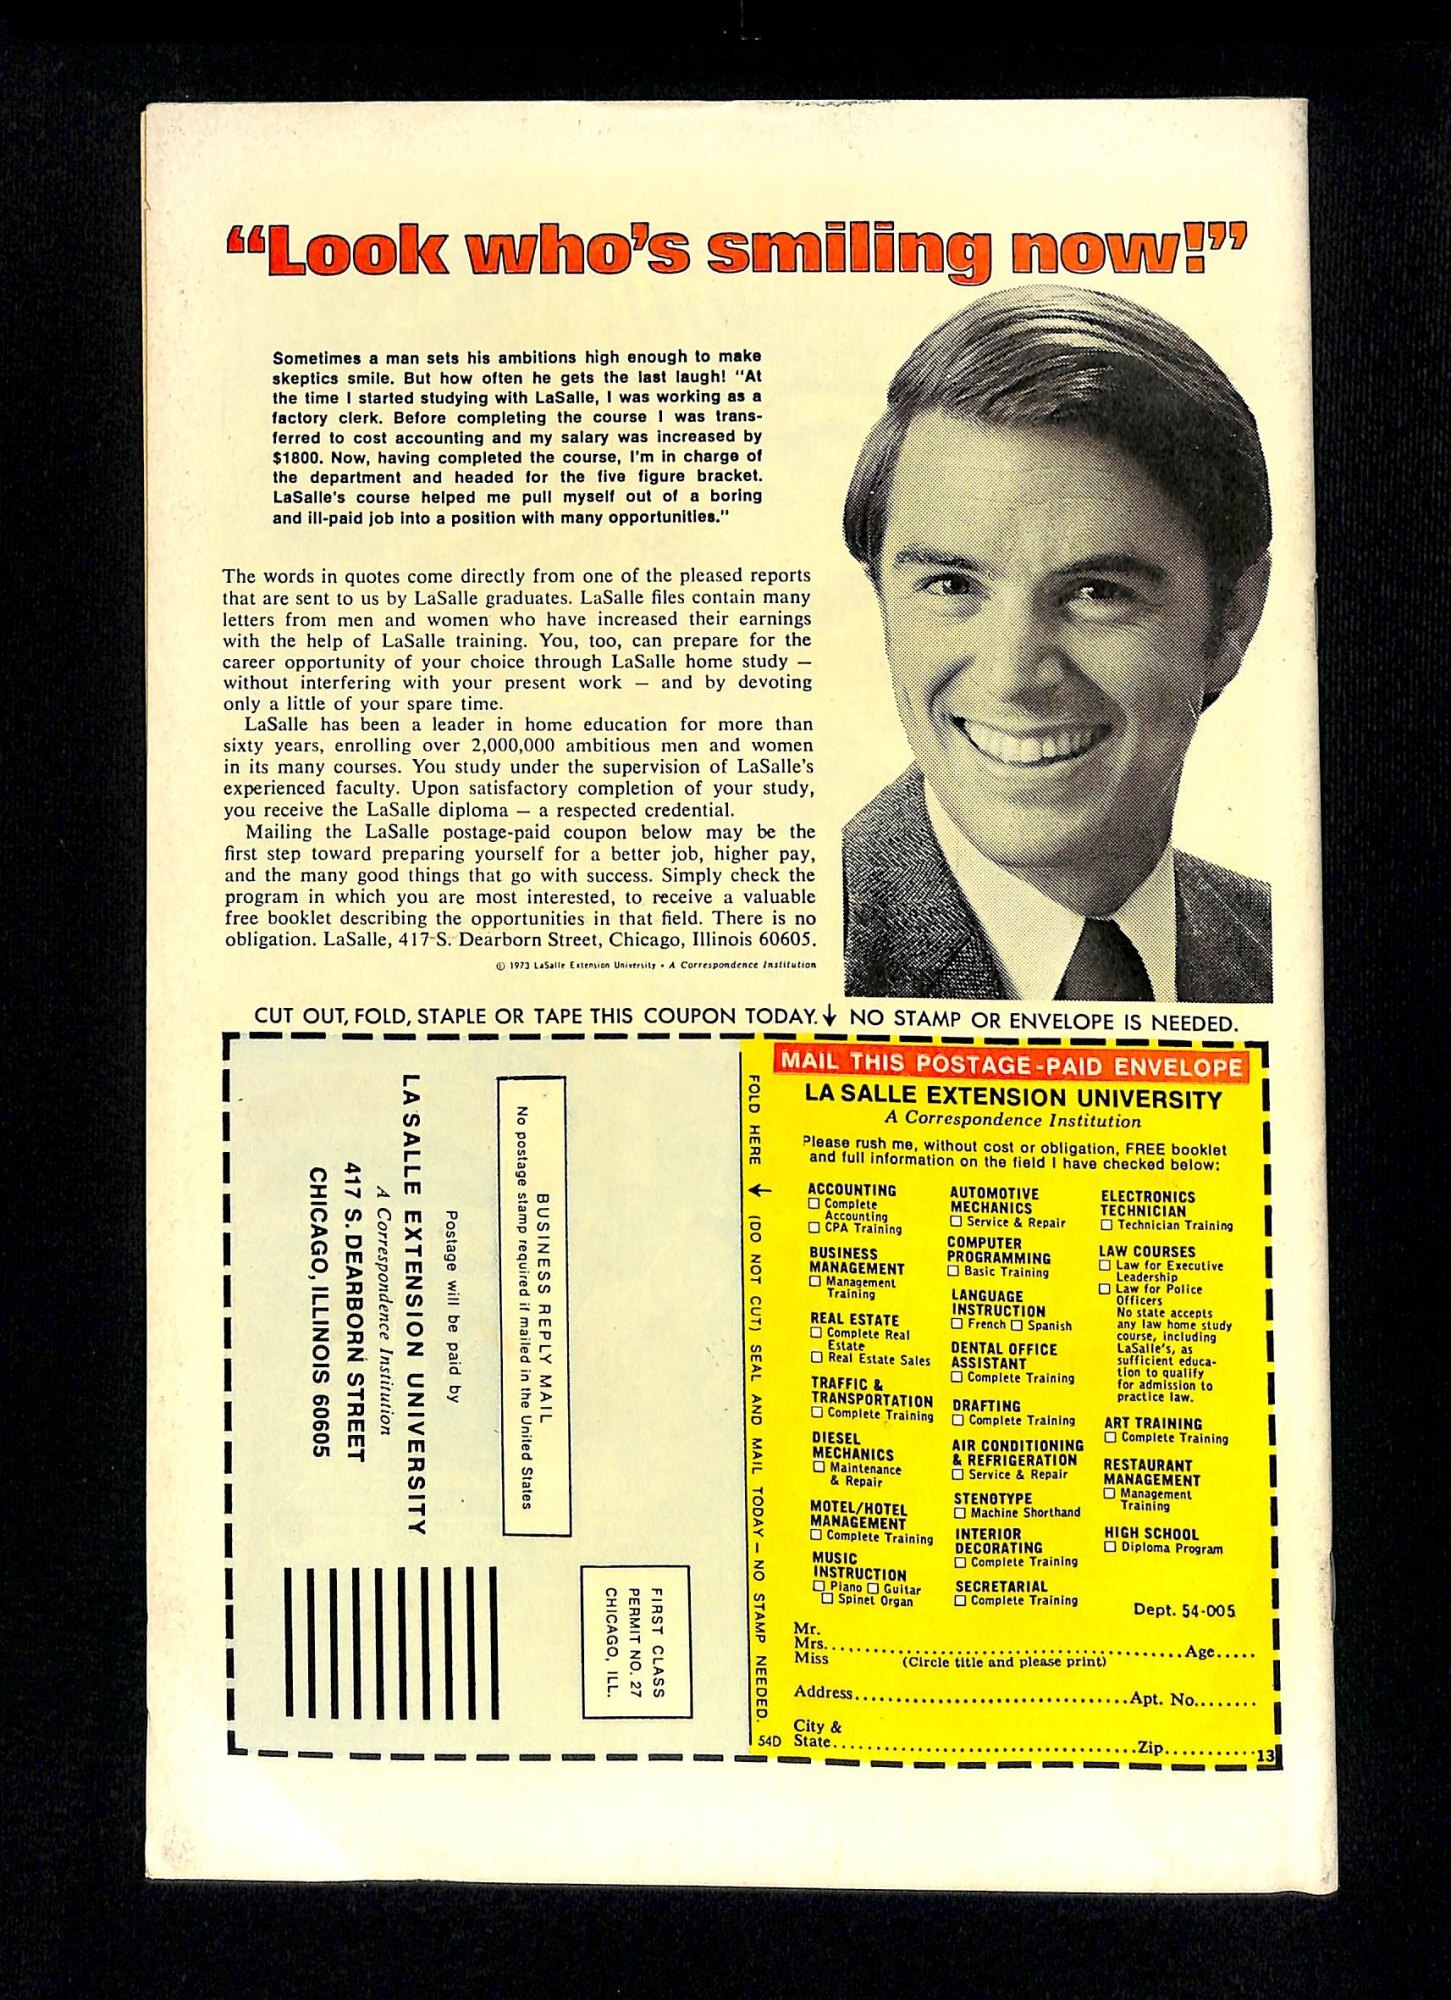 “Look who’s smiling now!”
Sometimes a man sets his ambitions high enough to make
skeptics smile. But how often he gets the last laugh! "At
the time I started studying with LaSalle, I was working as a
factory clerk. Before completing the course I was trans-
ferred to cost accounting and my salary was increased by
$1800. Now, having completed the course, I'm in charge of
the department and headed for the five figure bracket.
LaSalle's course helped me pull myself out of a boring
and ill-paid job into a position with many opportunities."
The words in quotes come directly from one of the pleased reports
that are sent to us by LaSalle graduates. LaSalle files contain many
letters from men and women who have increased their earnings
with the help of LaSalle training. You, too, can prepare for the
career opportunity of your choice through LaSalle home study —
without interfering with your present work — and by devoting
only a little of your spare time.
LaSalle has been a leader in home education for more than
sixty years, enrolling over 2,000,000 ambitious men and women
in its many courses. You study under the supervision of LaSalle's
experienced faculty. Upon satisfactory completion of your study,
you receive the LaSalle diploma — a respected credential.
Mailing the LaSalle postage-paid coupon below may be the
first step toward preparing yourself for a better job, higher pay,
and the many good things that go with success. Simply check the
program in which you are most interested, to receive a valuable
free booklet describing the opportunities in that field. There is no
obligation. LaSalle, 417 S. Dearborn Street, Chicago, Illinois 60605.
© 1973 LaSalle Extension University • A Correspondence Institution
CUT OUT, FOLD, STAPLE OR TAPE THIS COUPON TODAY. ↓ NO STAMP OR ENVELOPE IS NEEDED.
FIRST CLASS
PERMIT NO. 27
CHICAGO, ILL.
BUSINESS REPLY MAIL
No postage stamp required if mailed in the United States
Postage will be paid by
LA SALLE EXTENSION UNIVERSITY
A Correspondence Institution
417 S. DEARBORN STREET
CHICAGO, ILLINOIS 60605
FOLD HERE ↓ (DO NOT CUT) SEAL AND MAIL TODAY — NO STAMP NEEDED.
54D
MAIL THIS POSTAGE-PAID ENVELOPE
LA SALLE EXTENSION UNIVERSITY
A Correspondence Institution
Please rush me, without cost or obligation, FREE booklet
and full information on the field I have checked below:
ACCOUNTING
☐ Complete
Accounting
☐ CPA Training
BUSINESS
MANAGEMENT
☐ Management
Training
REAL ESTATE
☐ Complete Real
Estate
☐ Real Estate Sales
TRAFFIC &
TRANSPORTATION
☐ Complete Training
DIESEL
MECHANICS
☐ Maintenance
& Repair
MOTEL/HOTEL
MANAGEMENT
☐ Complete Training
MUSIC
INSTRUCTION
☐ Piano ☐ Guitar
☐ Spinet Organ
AUTOMOTIVE
MECHANICS
☐ Service & Repair
COMPUTER
PROGRAMMING
☐ Basic Training
LANGUAGE
INSTRUCTION
☐ French ☐ Spanish
DENTAL OFFICE
ASSISTANT
☐ Complete Training
DRAFTING
☐ Complete Training
AIR CONDITIONING
& REFRIGERATION
☐ Service & Repair
STENOTYPE
☐ Machine Shorthand
INTERIOR
DECORATING
☐ Complete Training
SECRETARIAL
☐ Complete Training
ELECTRONICS
TECHNICIAN
☐ Technician Training
LAW COURSES
☐ Law for Executive
Leadership
☐ Law for Police
Officers
No state accepts
any law home study
course, including
LaSalle's, as
sufficient educa-
tion to qualify
for admission to
practice law.
ART TRAINING
☐ Complete Training
RESTAURANT
MANAGEMENT
☐ Management
Training
HIGH SCHOOL
☐ Diploma Program
Dept. 54-005
Mr.
Mrs. Age
Miss (Circle title and please print)
Address Apt. No.
City &
State Zip 13